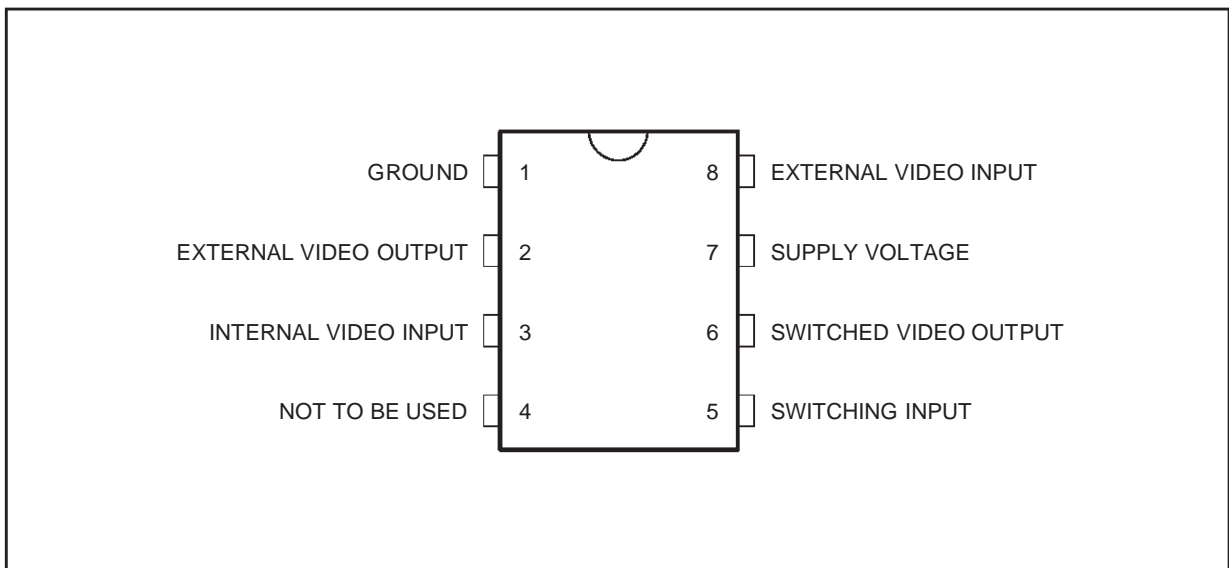 GROUND 1 8 EXTERNAL VIDEO INPUT
EXTERNAL VIDEO OUTPUT 2 7 SUPPLY VOLTAGE
INTERNAL VIDEO INPUT 3 6 SWITCHED VIDEO OUTPUT
NOT TO BE USED 4 5 SWITCHING INPUT